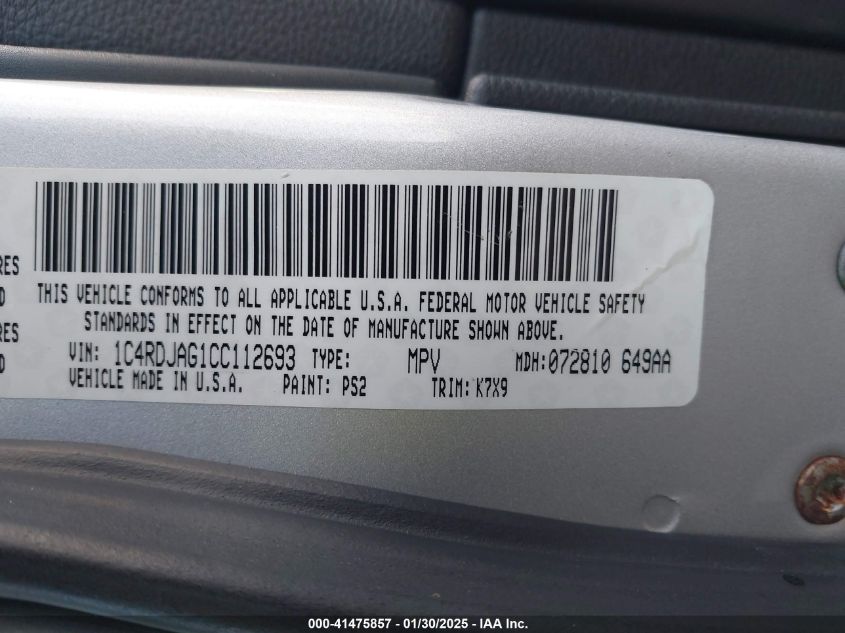 RES
THIS VEHICLE CONFORMS TO ALL APPLICABLE U.S.A. FEDERAL MOTOR VEHICLE SAFETY
D
STANDARDS IN EFFECT ON THE DATE OF MANUFACTURE SHOWN ABOVE.
RES
VIN: 1C4RDJAG1CC112693 TYPE: MPV MDH:072810 649AA
D
VEHICLE MADE IN U.S.A. PAINT: PS2 TRIM: K7X9
000-41475857 - 01/30/2025 - IAA Inc.